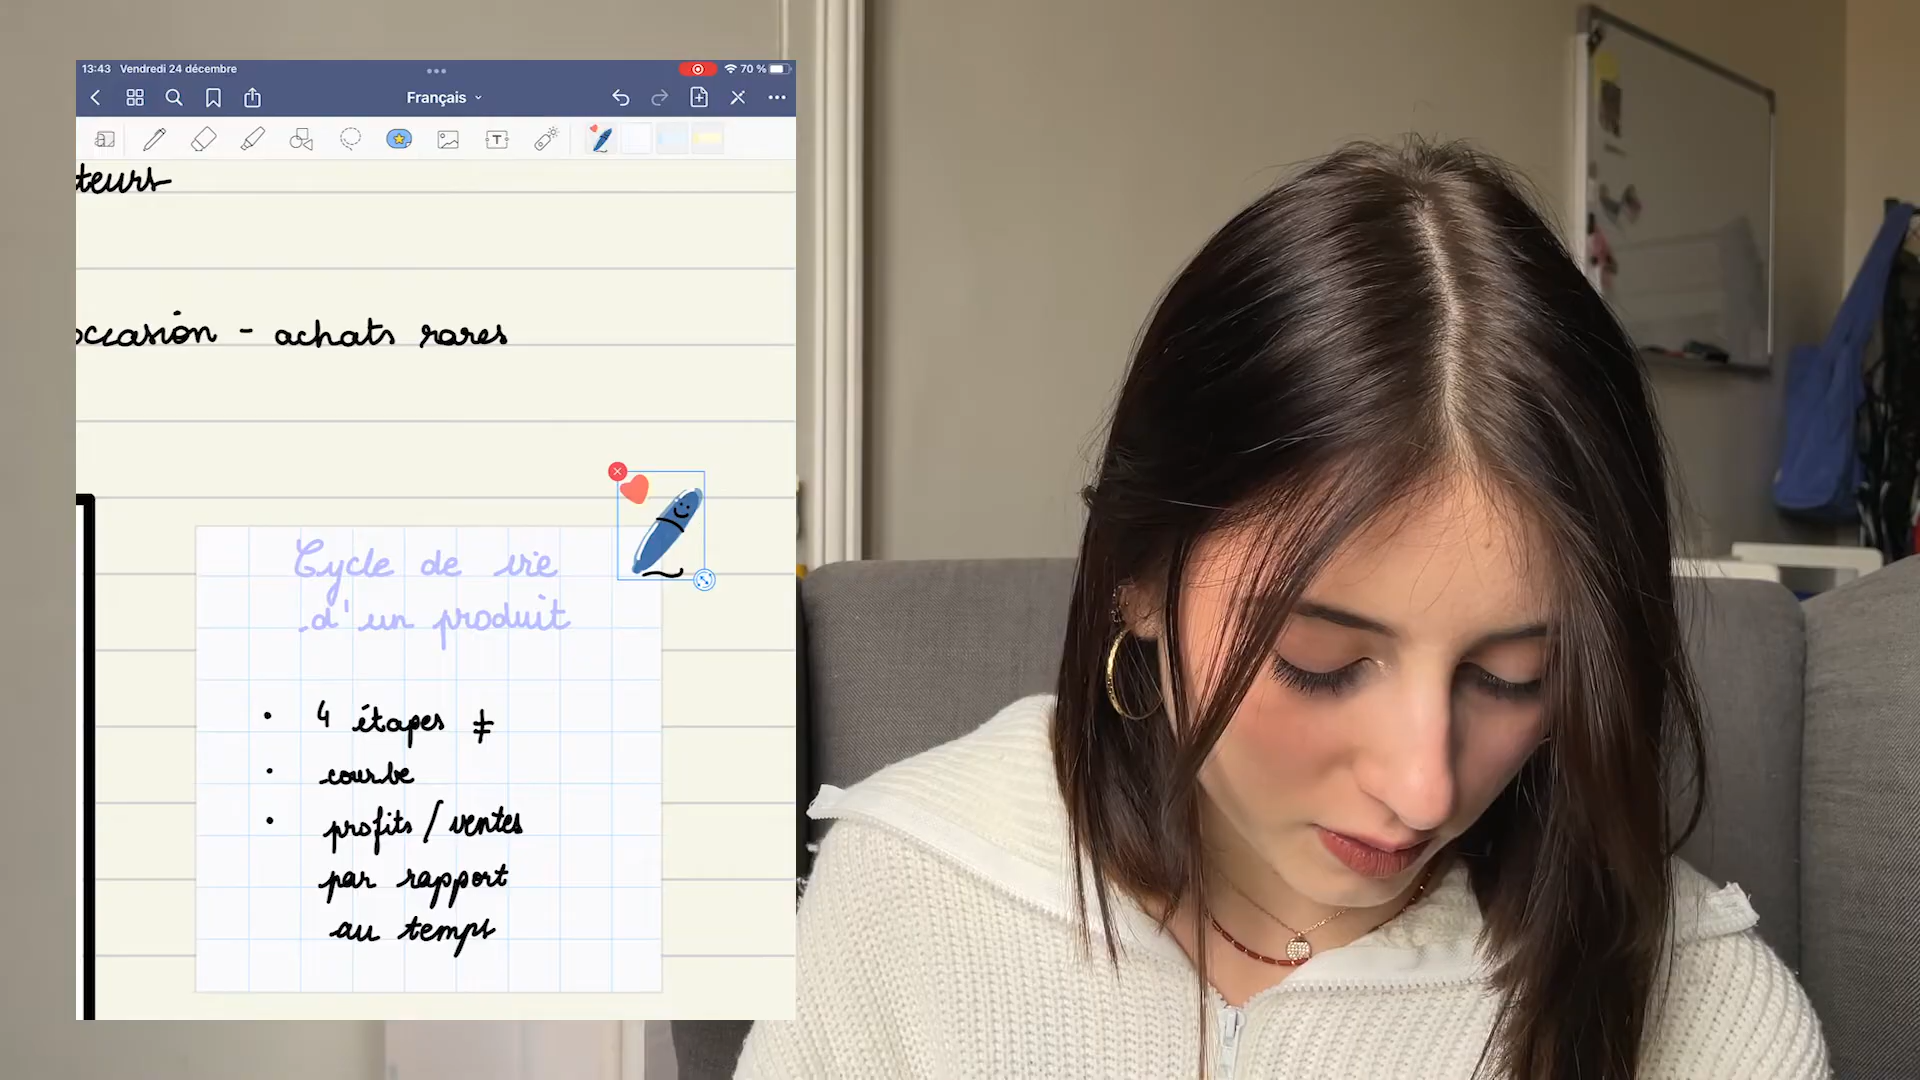 13:43 Vendredi 24 décembre
70 %
Français
T
teurs
occasion - achats rares
Cycle de vie
d'un produit
• 4 étapes ≠
• courbe
• profits / ventes
par rapport
au temps